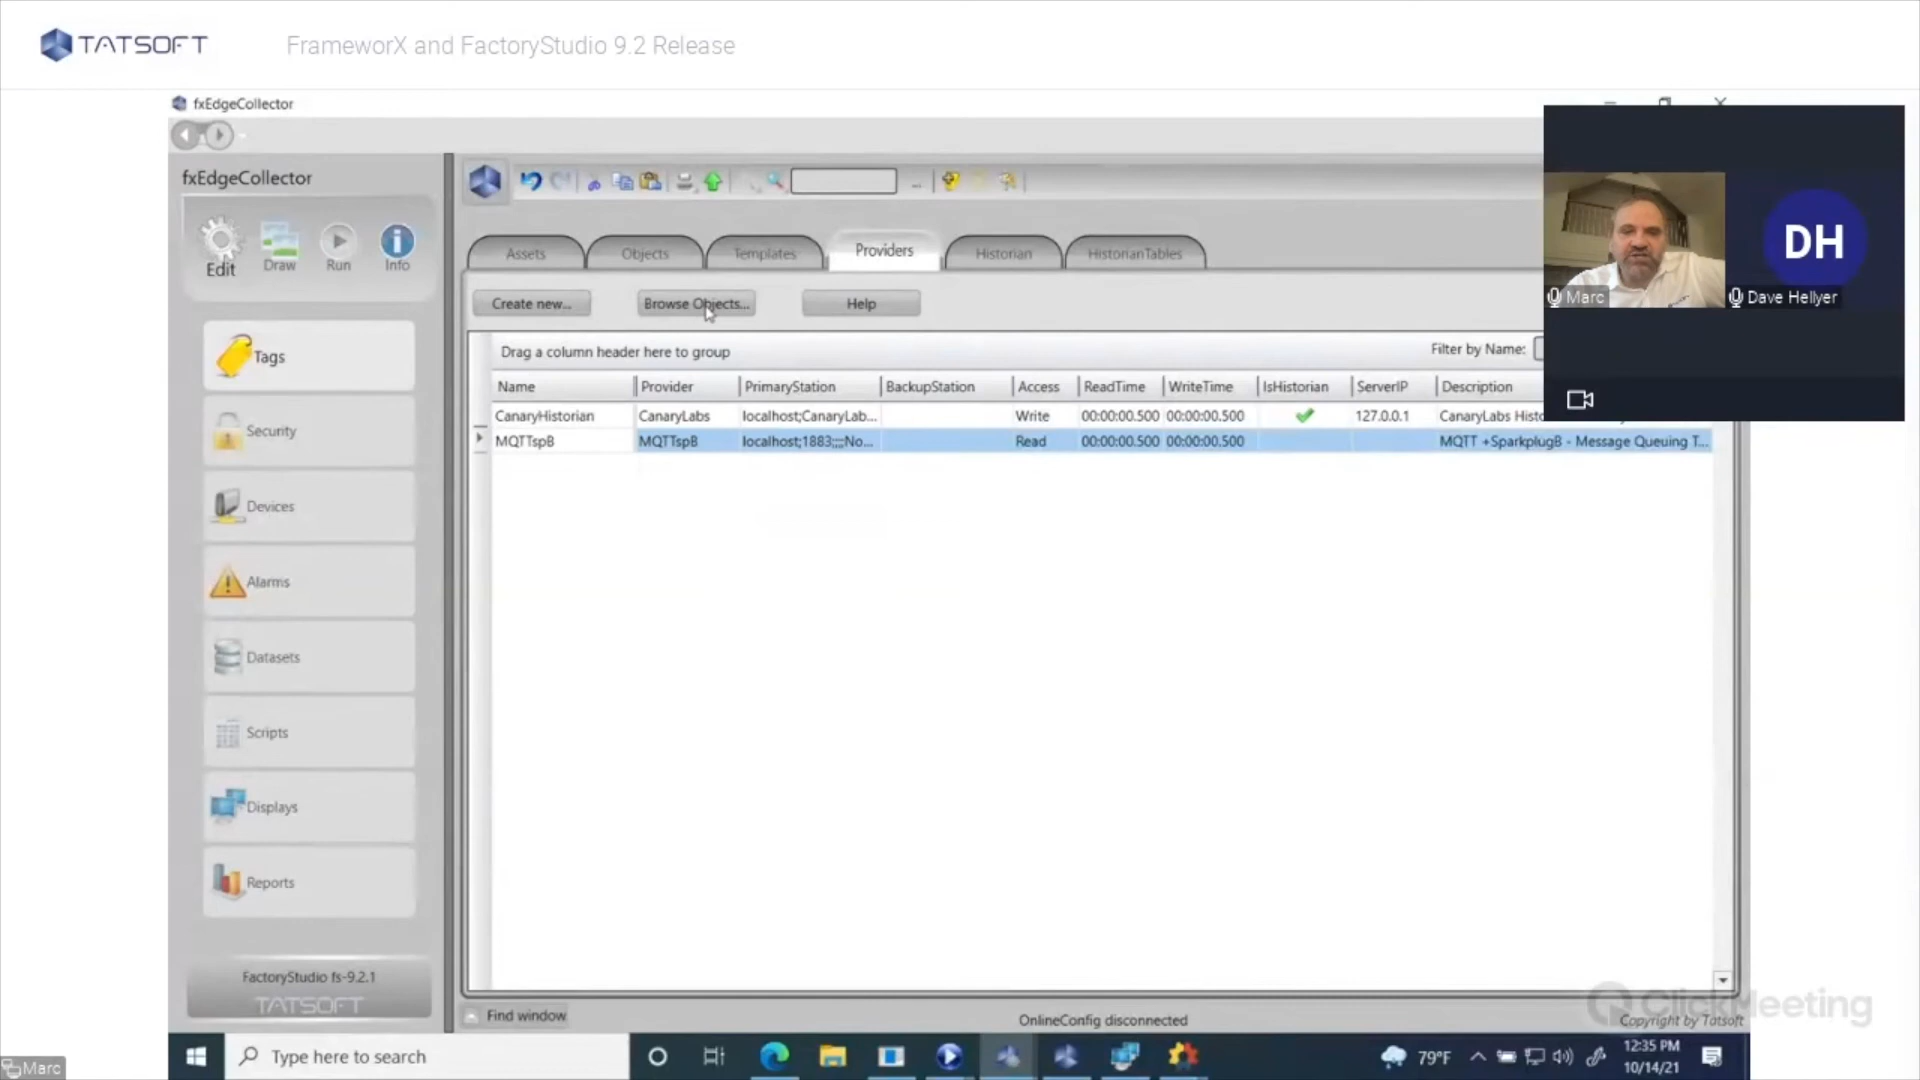 TATSOFT
FrameworX and FactoryStudio 9.2 Release
fxEdgeCollector
fxEdgeCollector
Edit Draw Run Info
Tags
Security
Devices
Alarms
Datasets
Scripts
Displays
Reports
FactoryStudio fs-9.2.1
TATSOFT
Assets Objects Templates Providers Historian HistorianTables
Create new... Browse Objects... Help
Drag a column header here to group
Filter by Name:
Name Provider PrimaryStation BackupStation Access ReadTime WriteTime IsHistorian ServerIP Description
CanaryHistorian CanaryLabs localhost;CanaryLab... Write 00:00:00.500 00:00:00.500 127.0.0.1 CanaryLabs Histo
MQTTspB MQTTspB localhost;1883;;;;No... Read 00:00:00.500 00:00:00.500 MQTT +SparkplugB - Message Queuing T...
DH
Marc
Dave Hellyer
Find window
OnlineConfig disconnected
ClickMeeting
Copyright by Tatsoft
Marc
Type here to search
79°F
12:35 PM
10/14/21